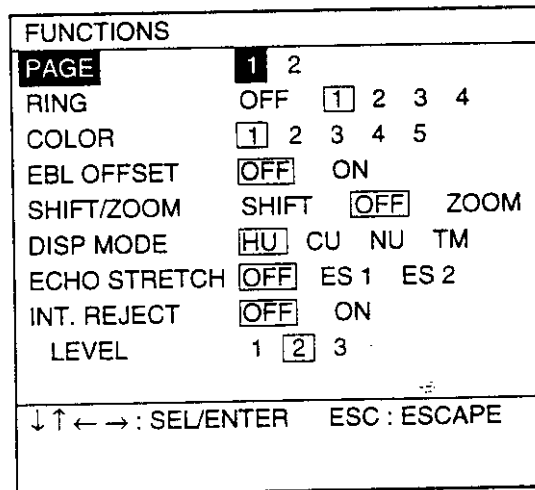 FUNCTIONS
PAGE 1 2
RING OFF 1 2 3 4
COLOR 1 2 3 4 5
EBL OFFSET OFF ON
SHIFT/ZOOM SHIFT OFF ZOOM
DISP MODE HU CU NU TM
ECHO STRETCH OFF ES 1 ES 2
INT. REJECT OFF ON
LEVEL 1 2 3
↓↑←→ : SEL/ENTER ESC : ESCAPE